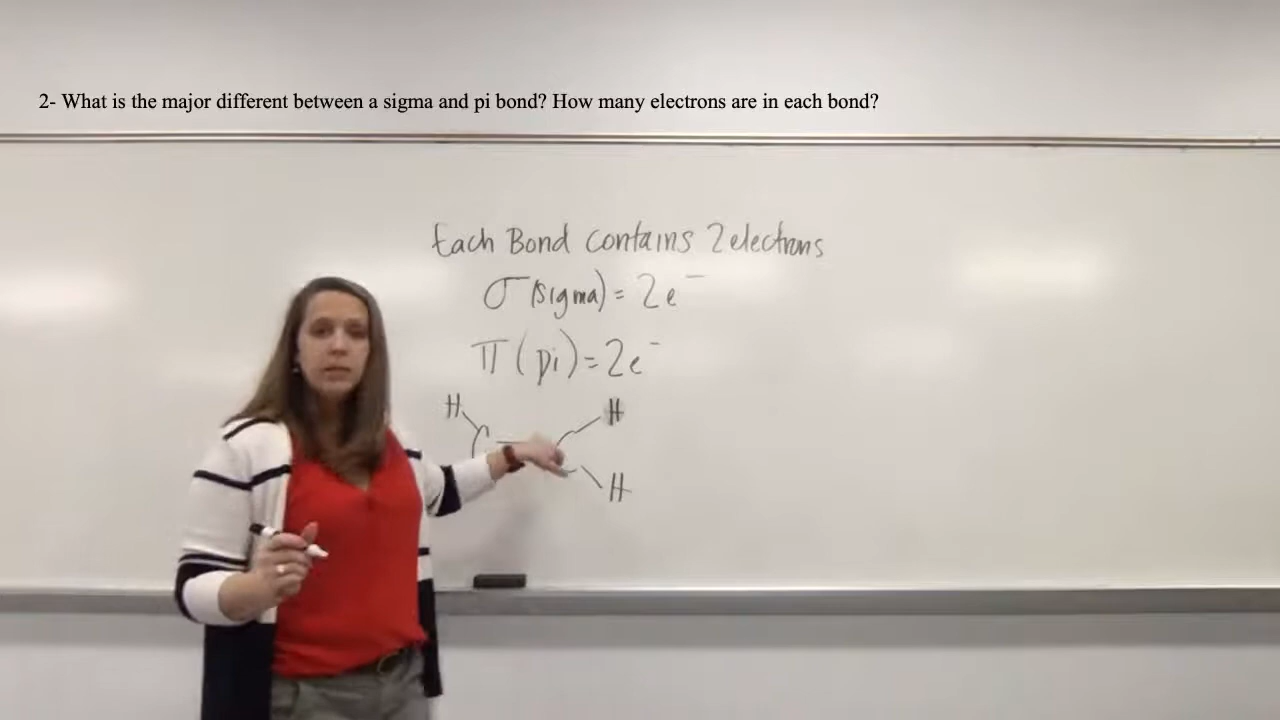 2- What is the major different between a sigma and pi bond? How many electrons are in each bond?
Each Bond contains 2 electrons
σ (sigma) = 2e⁻
π (pi) = 2e⁻
H H
C C
H